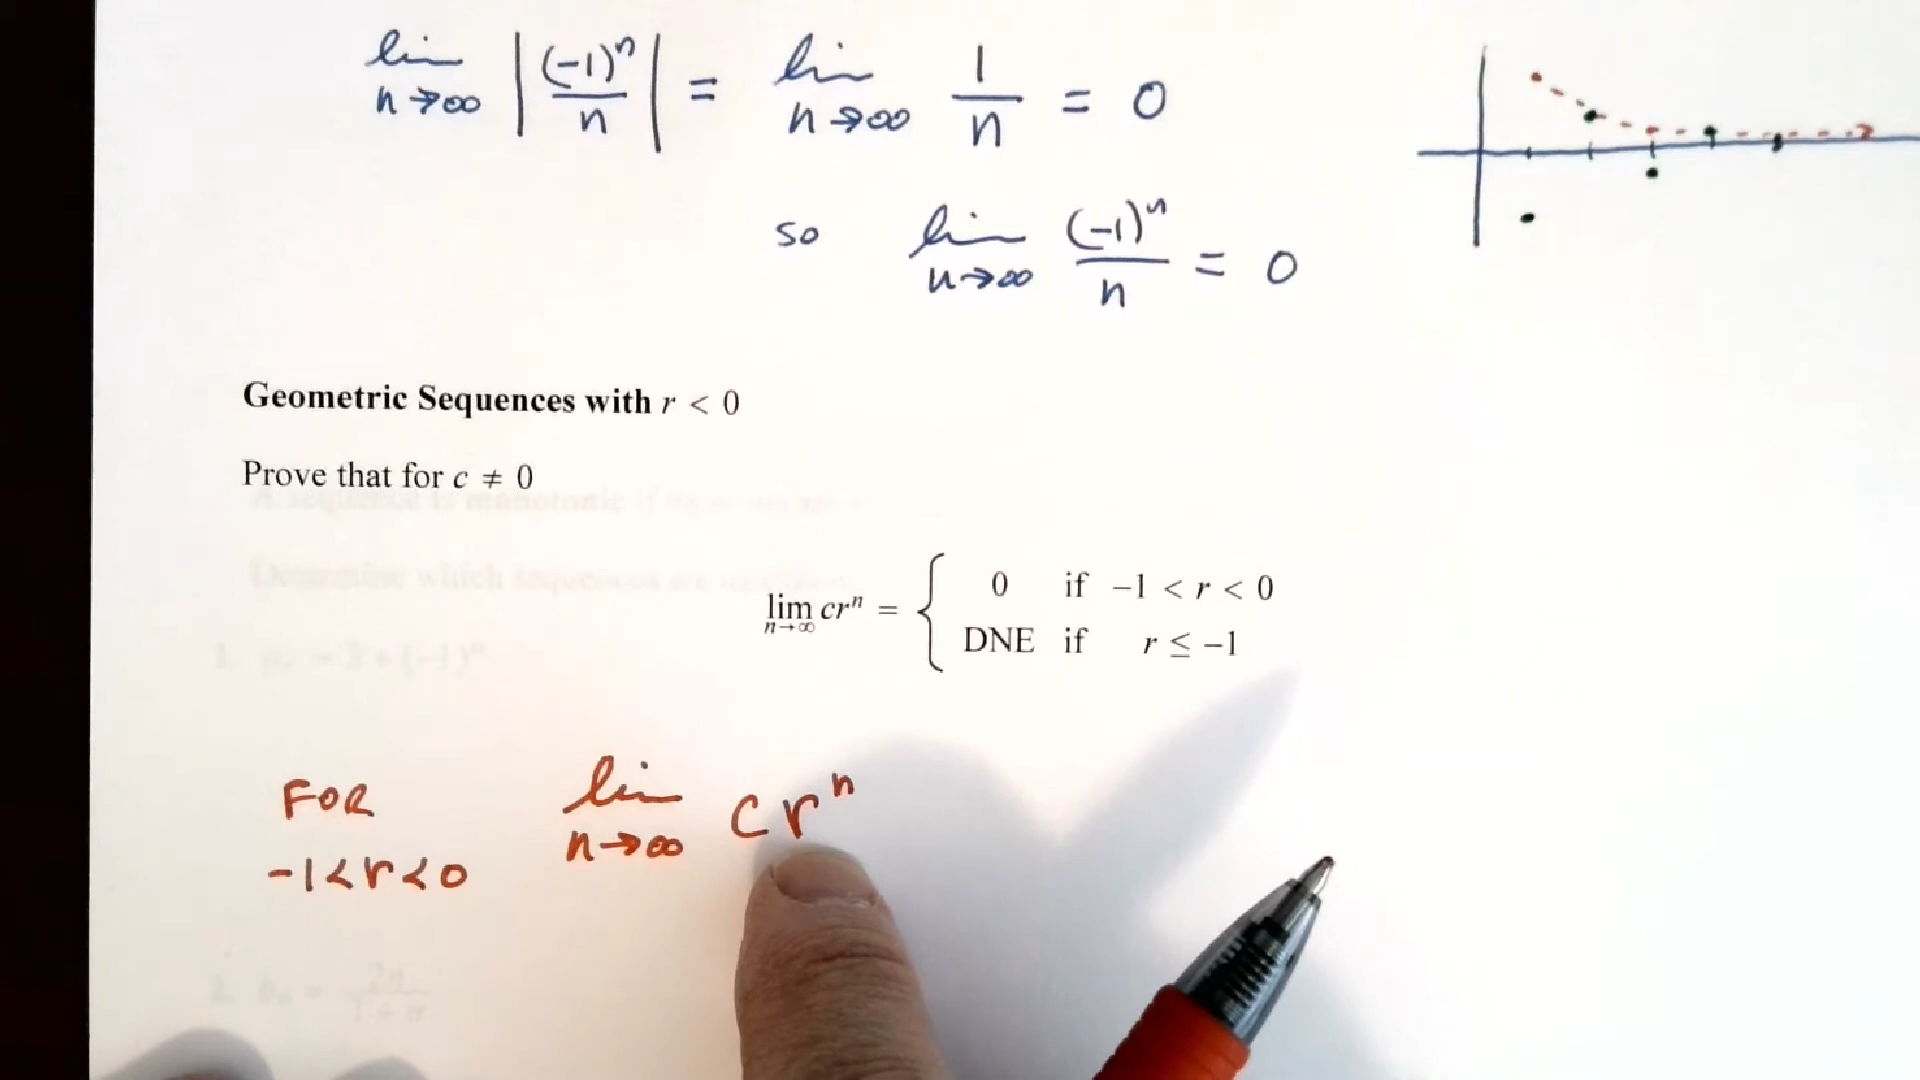 lim n→∞ |(-1)^n / n| = lim n→∞ 1/n = 0
so lim n→∞ (-1)^n / n = 0
Geometric Sequences with r < 0
Prove that for c ≠ 0
lim n→∞ cr^n = { 0 if -1 < r < 0
DNE if r ≤ -1
FOR lim n→∞ cr^n
-1<r<0